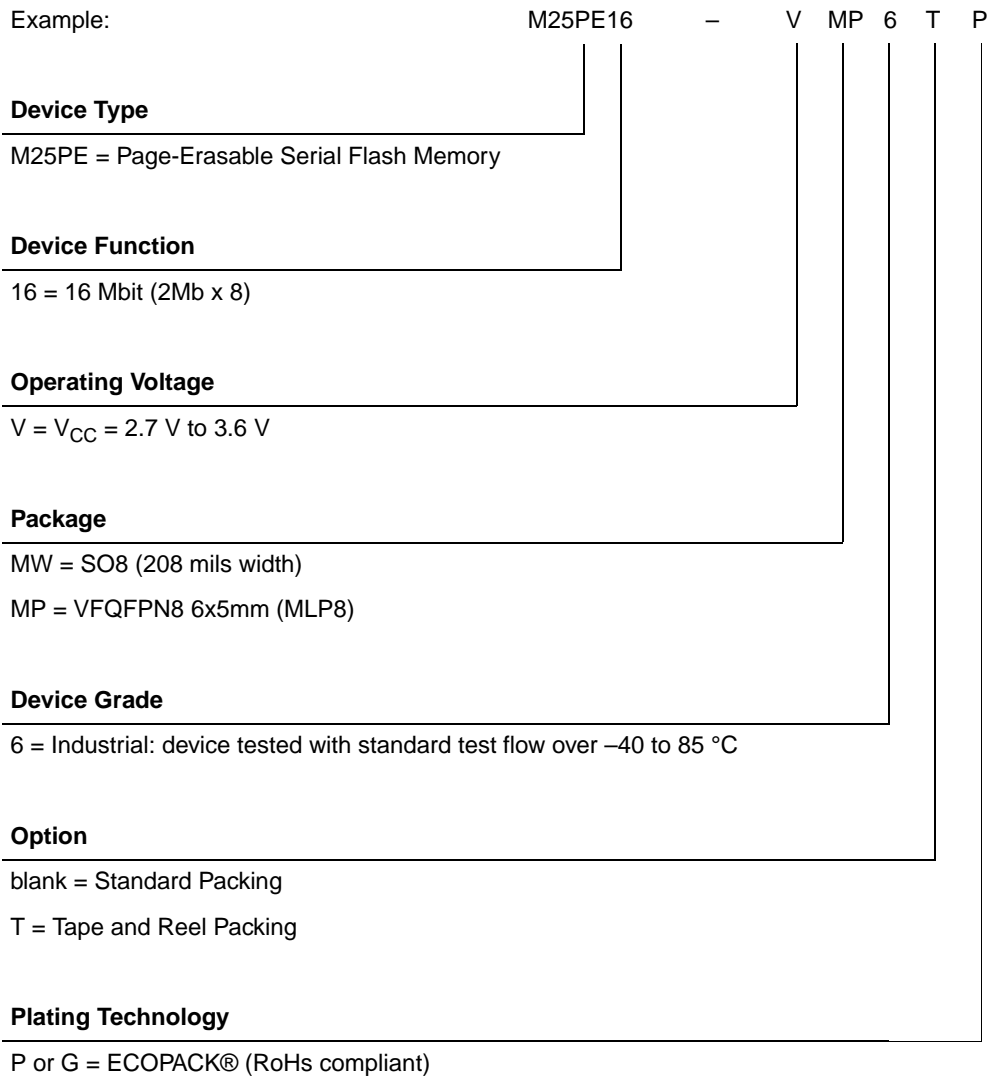 Example: M25PE16 – V MP 6 T P
Device Type
M25PE = Page-Erasable Serial Flash Memory
Device Function
16 = 16 Mbit (2Mb x 8)
Operating Voltage
V = VCC = 2.7 V to 3.6 V
Package
MW = SO8 (208 mils width)
MP = VFQFPN8 6x5mm (MLP8)
Device Grade
6 = Industrial: device tested with standard test flow over –40 to 85 °C
Option
blank = Standard Packing
T = Tape and Reel Packing
Plating Technology
P or G = ECOPACK® (RoHs compliant)